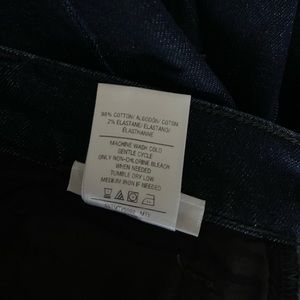 98% COTTON/ ALGODÓN/ COTON
2% ELASTANE/ ELASTANO/
ÉLASTHANNE
MACHINE WASH COLD
GENTLE CYCLE
ONLY NON-CHLORINE BLEACH
WHEN NEEDED
TUMBLE DRY LOW
MEDIUM IRON IF NEEDED